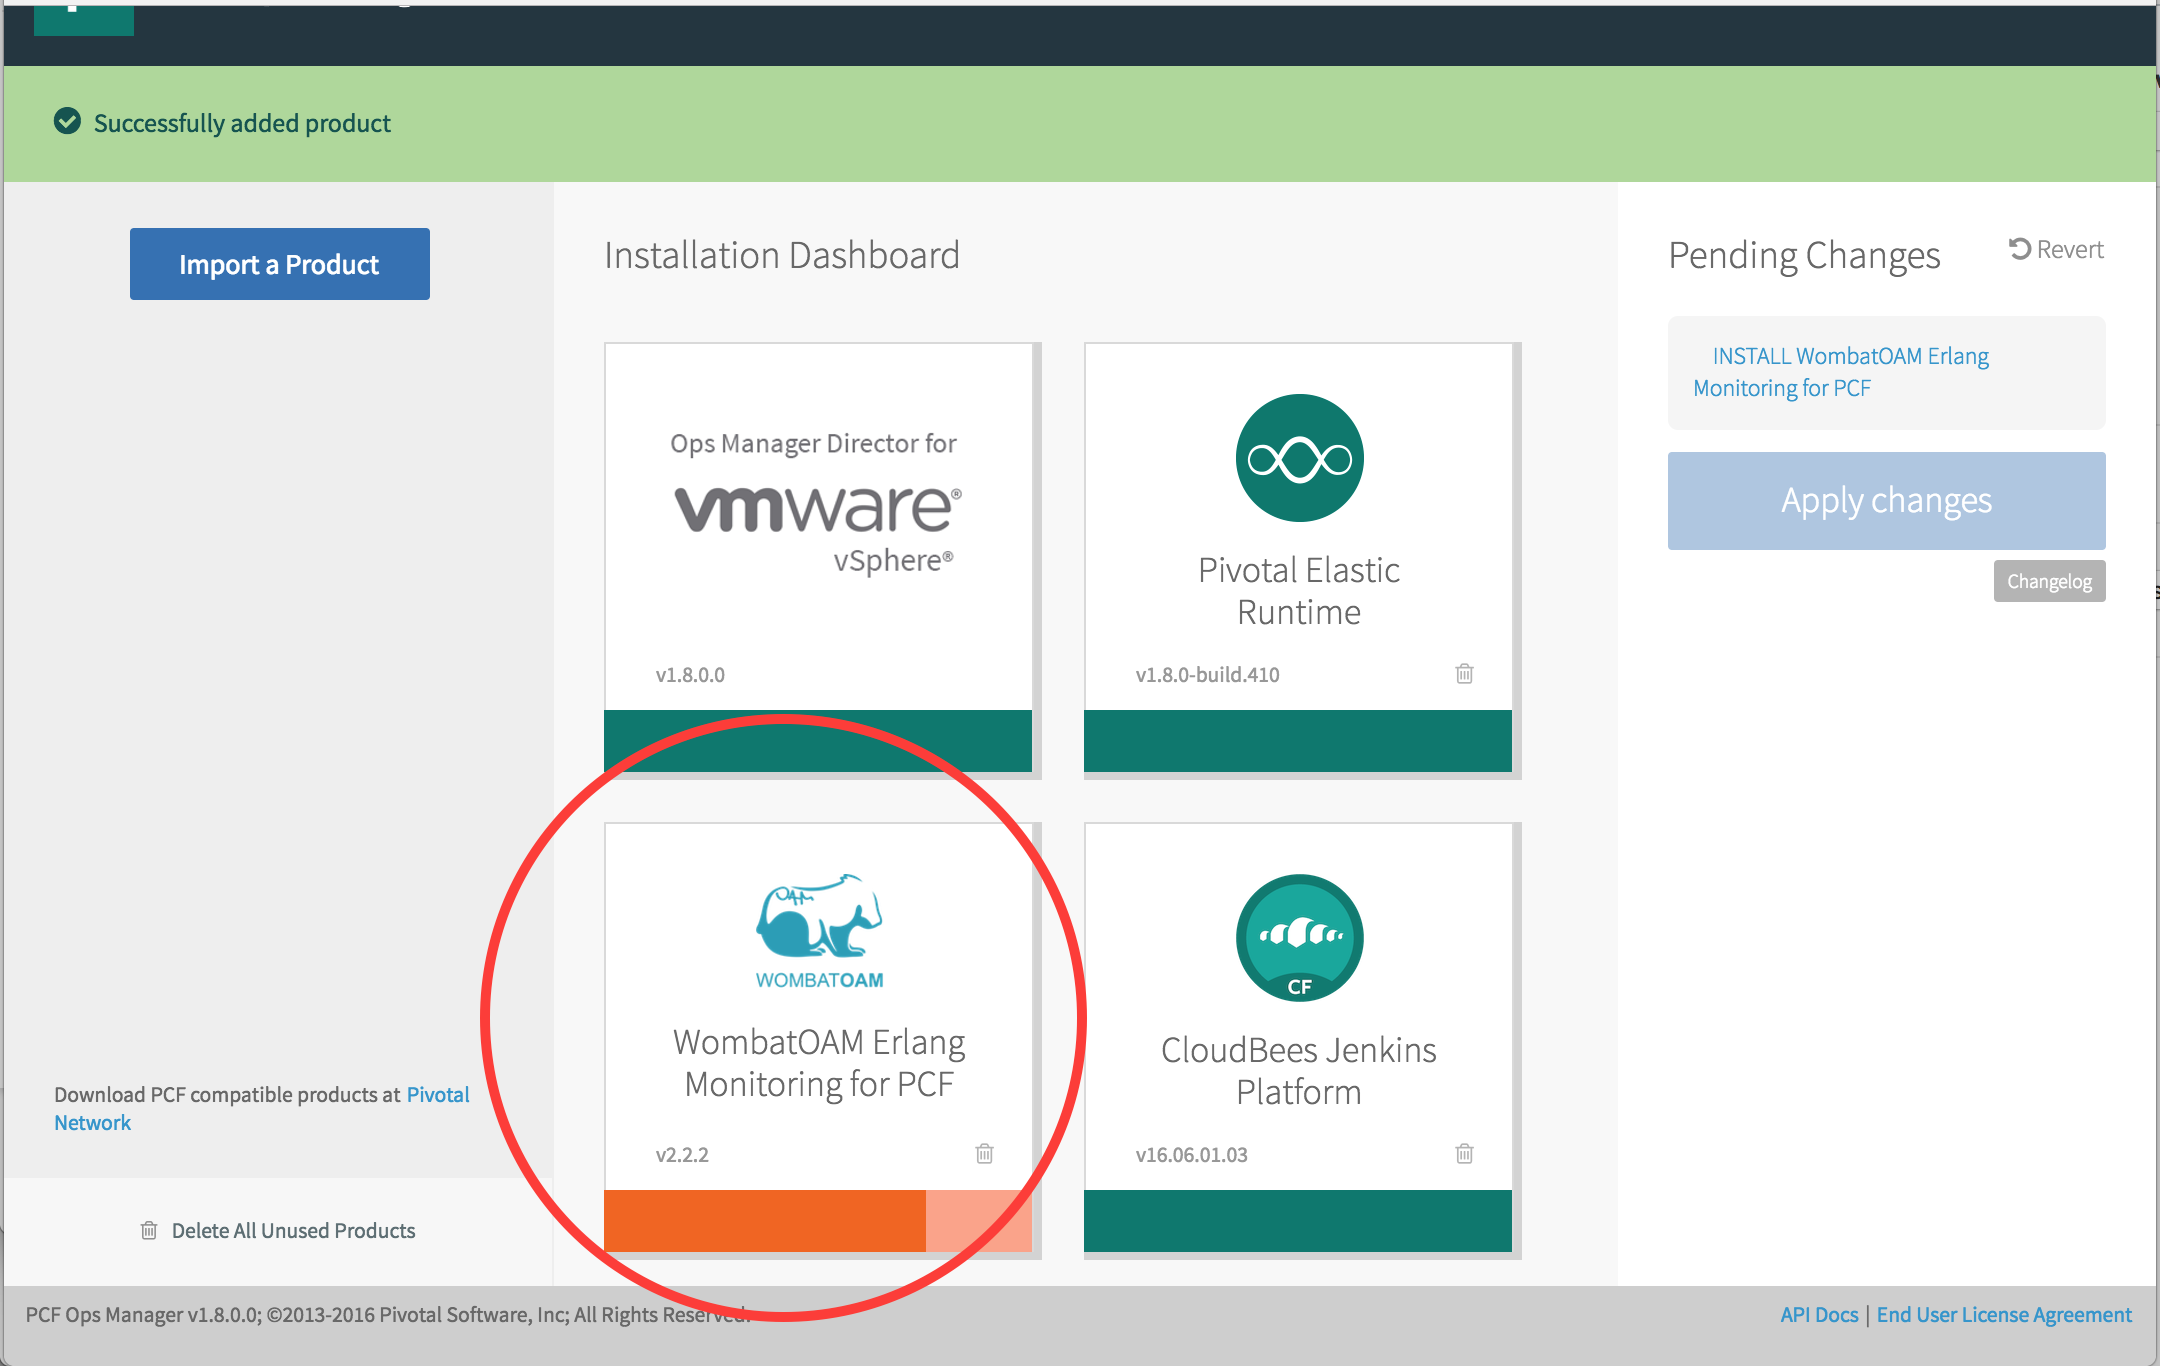 Successfully added product
Import a Product
Download PCF compatible products at Pivotal
Network
Delete All Unused Products
Installation Dashboard
Ops Manager Director for
vmware®
vSphere®
v1.8.0.0
Pivotal Elastic
Runtime
v1.8.0-build.410
OAM
WOMBATOAM
WombatOAM Erlang
Monitoring for PCF
v2.2.2
CF
CloudBees Jenkins
Platform
v16.06.01.03
Pending Changes
Revert
INSTALL WombatOAM Erlang
Monitoring for PCF
Apply changes
Changelog
PCF Ops Manager v1.8.0.0; ©2013-2016 Pivotal Software, Inc; All Rights Reserved.
API Docs | End User License Agreement